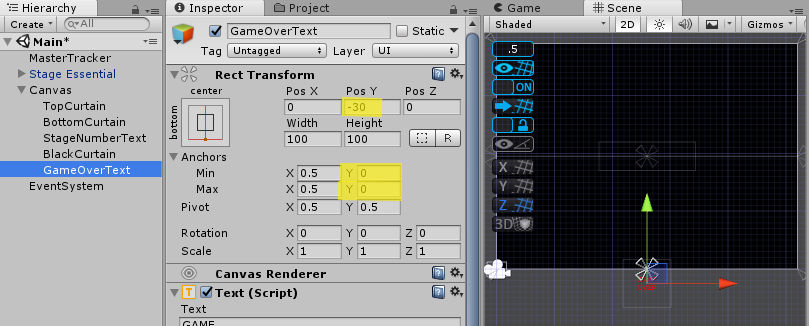 Hierarchy
Create
All
Main*
MasterTracker
Stage Essential
Canvas
TopCurtain
BottomCurtain
StageNumberText
BlackCurtain
GameOverText
EventSystem
Inspector
Project
GameOverText
Static
Tag Untagged Layer UI
Rect Transform
center
bottom
Pos X Pos Y Pos Z
0 -30 0
Width Height
100 100 R
Anchors
Min X 0.5 Y 0
Max X 0.5 Y 0
Pivot X 0.5 Y 0.5
Rotation X 0 Y 0 Z 0
Scale X 1 Y 1 Z 1
Canvas Renderer
T Text (Script)
Text
GAME
Game
Scene
Shaded 2D Gizmos
.5
ON
X
Y
Z
3D